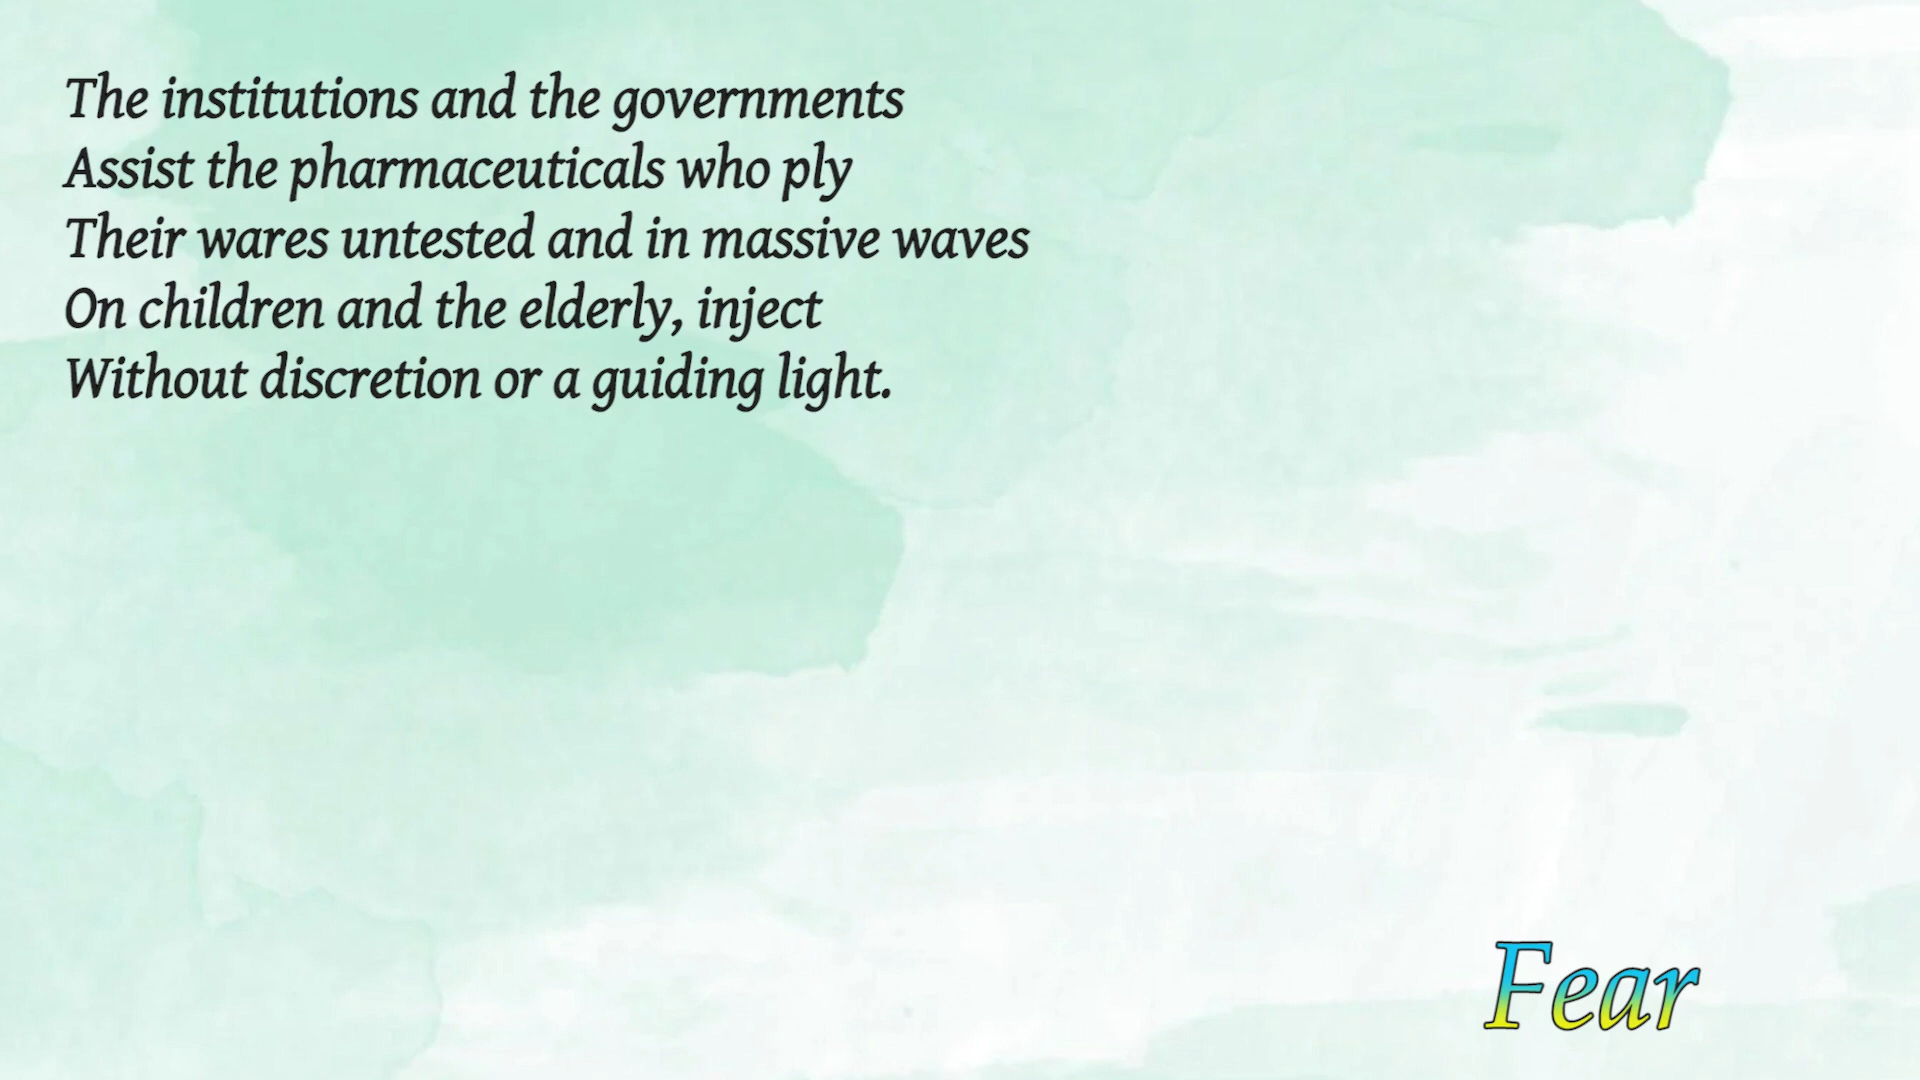 The institutions and the governments
Assist the pharmaceuticals who ply
Their wares untested and in massive waves
On children and the elderly, inject
Without discretion or a guiding light.
Fear